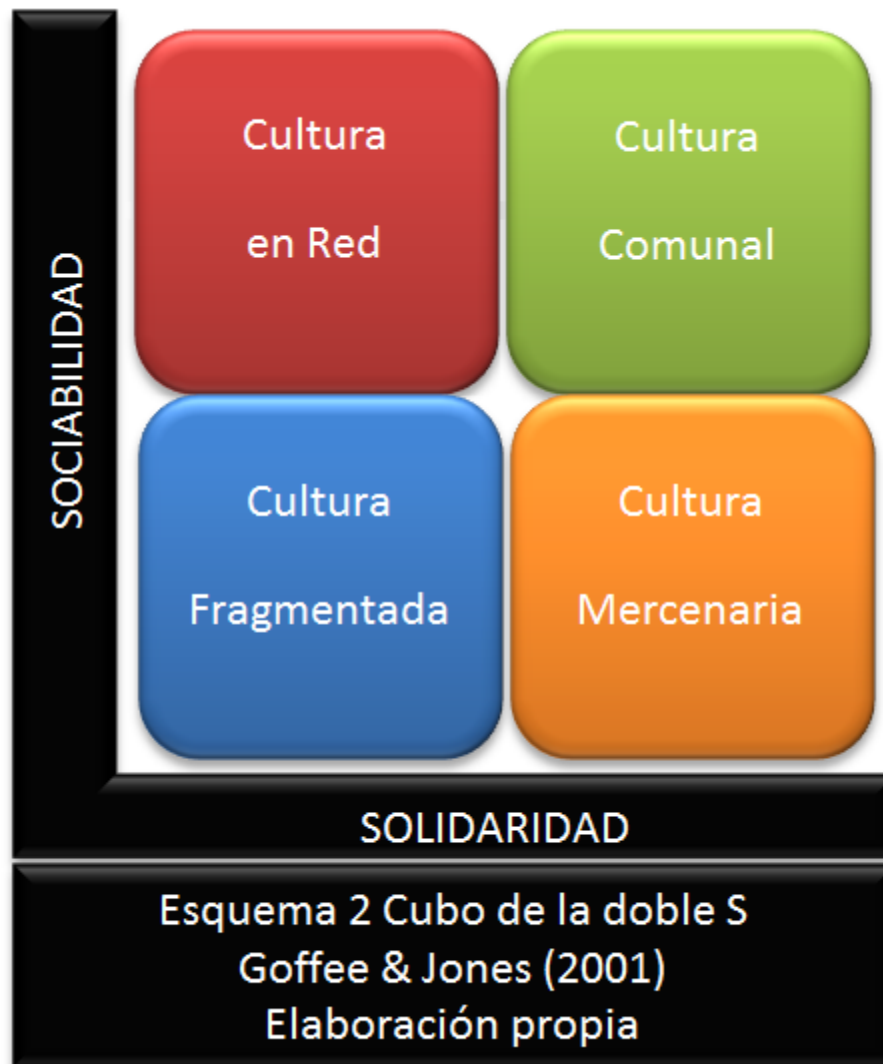 SOCIABILIDAD
Cultura
en Red
Cultura
Comunal
Cultura
Fragmentada
Cultura
Mercenaria
SOLIDARIDAD
Esquema 2 Cubo de la doble S
Goffee & Jones (2001)
Elaboración propia